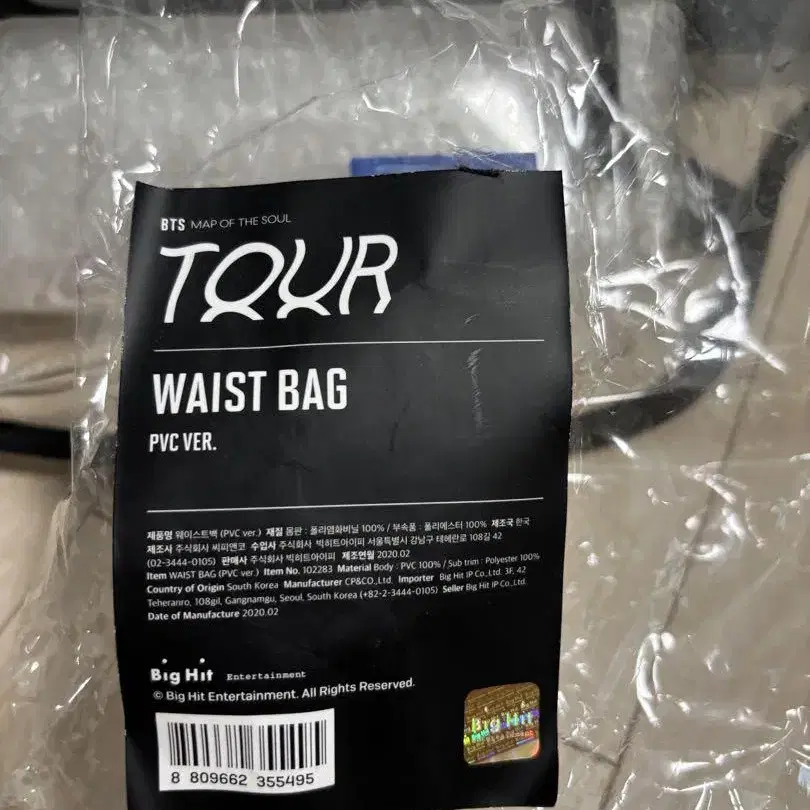 BTS MAP OF THE SOUL
TOUR
WAIST BAG
PVC VER.
제품명 웨이스트백 (PVC ver.) 재질 몸판 : 폴리염화비닐 100% / 부속품 : 폴리에스터 100% 제조국 한국
제조사 주식회사 씨피앤코 수입사 주식회사 빅히트아이피 서울특별시 강남구 테헤란로 108길 42
(02-3444-0105) 판매사 주식회사 빅히트아이피 제조연월 2020.02
Item WAIST BAG (PVC ver.) Item No. 102283 Material Body : PVC 100% / Sub trim : Polyester 100%
Country of Origin South Korea Manufacturer CP&CO.,Ltd. Importer Big Hit IP Co.,Ltd. 3F, 42
Teheranro, 108gil, Gangnamgu, Seoul, South Korea (+82-2-3444-0105) Seller Big Hit IP Co.,Ltd.
Date of Manufacture 2020.02
Big Hit Entertainment
© Big Hit Entertainment. All Rights Reserved.
Big Hit
Entertainment
8 809662 355495